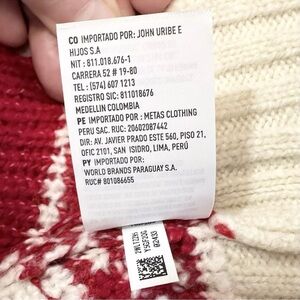 CO IMPORTADO POR: JOHN URIBE E
HIJOS S.A
NIT : 811.018.676-1
CARRERA 52 # 19-80
TEL : (574) 607 1213
REGISTRO SIC: 811018676
MEDELLIN COLOMBIA
PE IMPORTADO POR : METAS CLOTHING
PERU SAC. RUC: 20602087442
DIR: AV. JAVIER PRADO ESTE 560, PISO 21,
OFIC 2101, SAN ISIDRO, LIMA, PERU
PY IMPORTADO POR:
WORLD BRANDS PARAGUAY S.A.
RUC# 801086655
02433